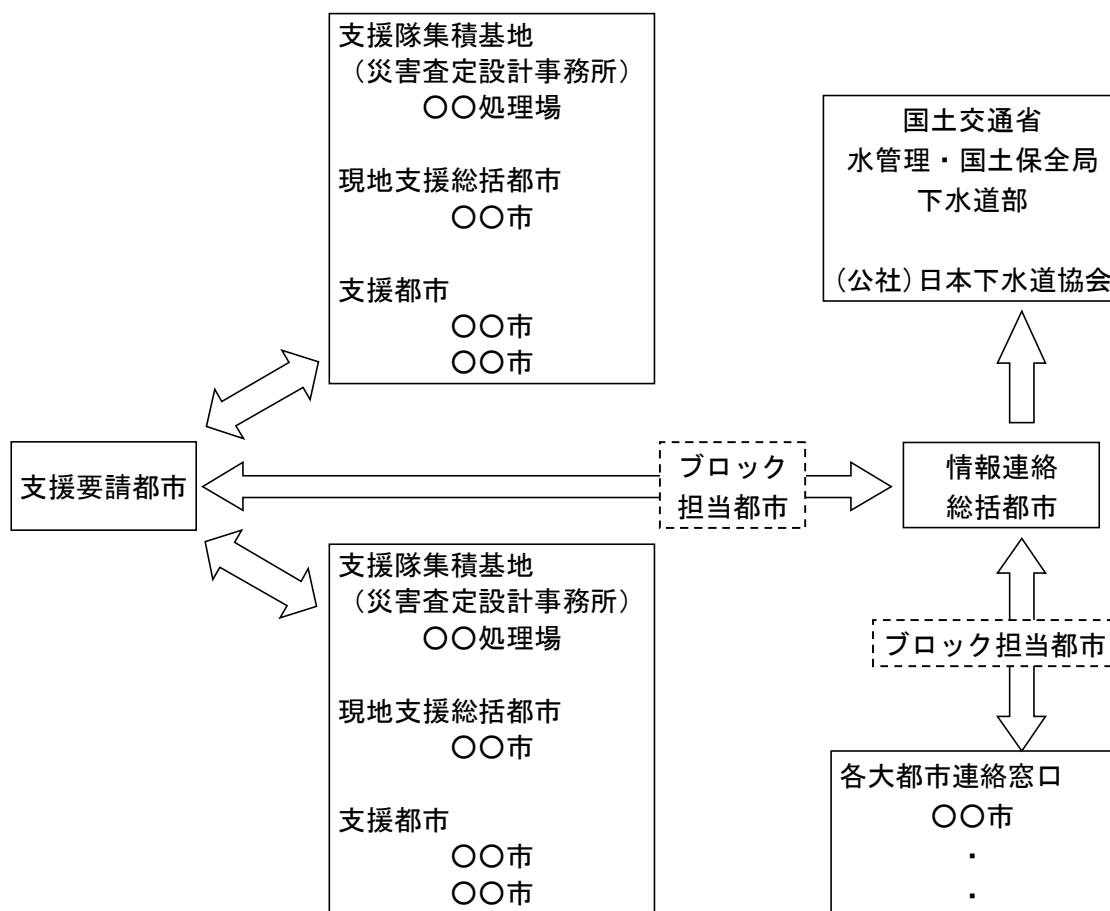 支援隊集積基地
(災害査定設計事務所)
〇〇処理場
現地支援総括都市
〇〇市
支援都市
〇〇市
〇〇市
国土交通省
水管理・国土保全局
下水道部
(公社)日本下水道協会
支援要請都市
ブロック
担当都市
情報連絡
総括都市
支援隊集積基地
(災害査定設計事務所)
〇〇処理場
現地支援総括都市
〇〇市
支援都市
〇〇市
〇〇市
ブロック担当都市
各大都市連絡窓口
〇〇市
・
・